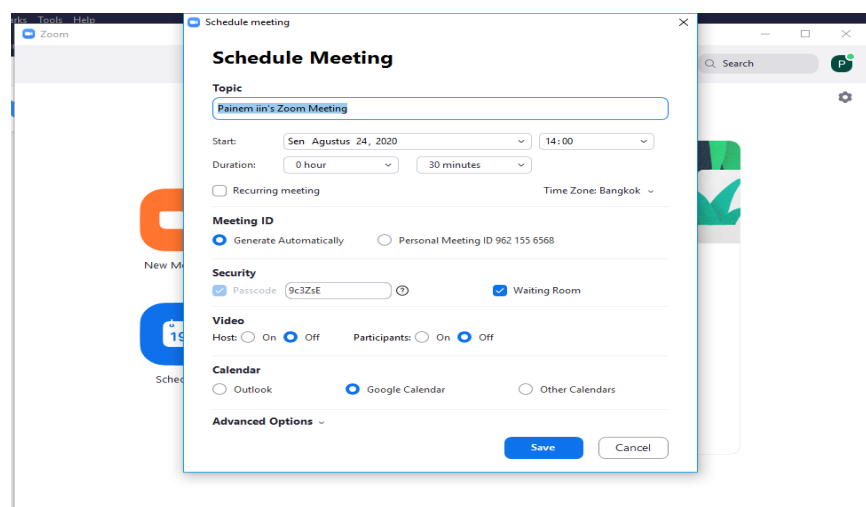 rks Tools Help
Zoom
Schedule meeting
Search
P
Schedule Meeting
Topic
Painem iin's Zoom Meeting
Start: Sen Agustus 24, 2020 14:00
Duration: 0 hour 30 minutes
Recurring meeting Time Zone: Bangkok
Meeting ID
Generate Automatically Personal Meeting ID 962 155 6568
New M
Security
Passcode 9c3ZsE Waiting Room
Video
Host: On Off Participants: On Off
19
Calendar
Sched
Outlook Google Calendar Other Calendars
Advanced Options
Save Cancel